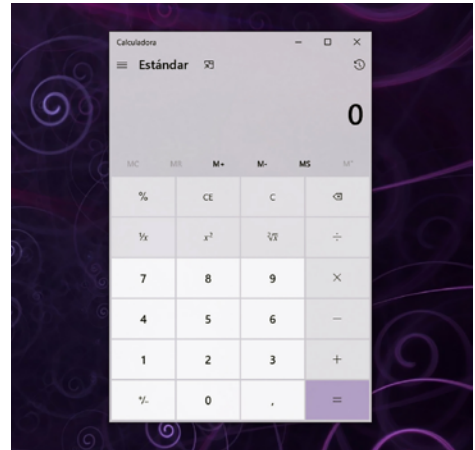 Calculadora
Estándar
0
MC MR M+ M- MS M˅
% CE C
¹/x x² ²√x ÷
7 8 9 ×
4 5 6 −
1 2 3 +
+/- 0 , =